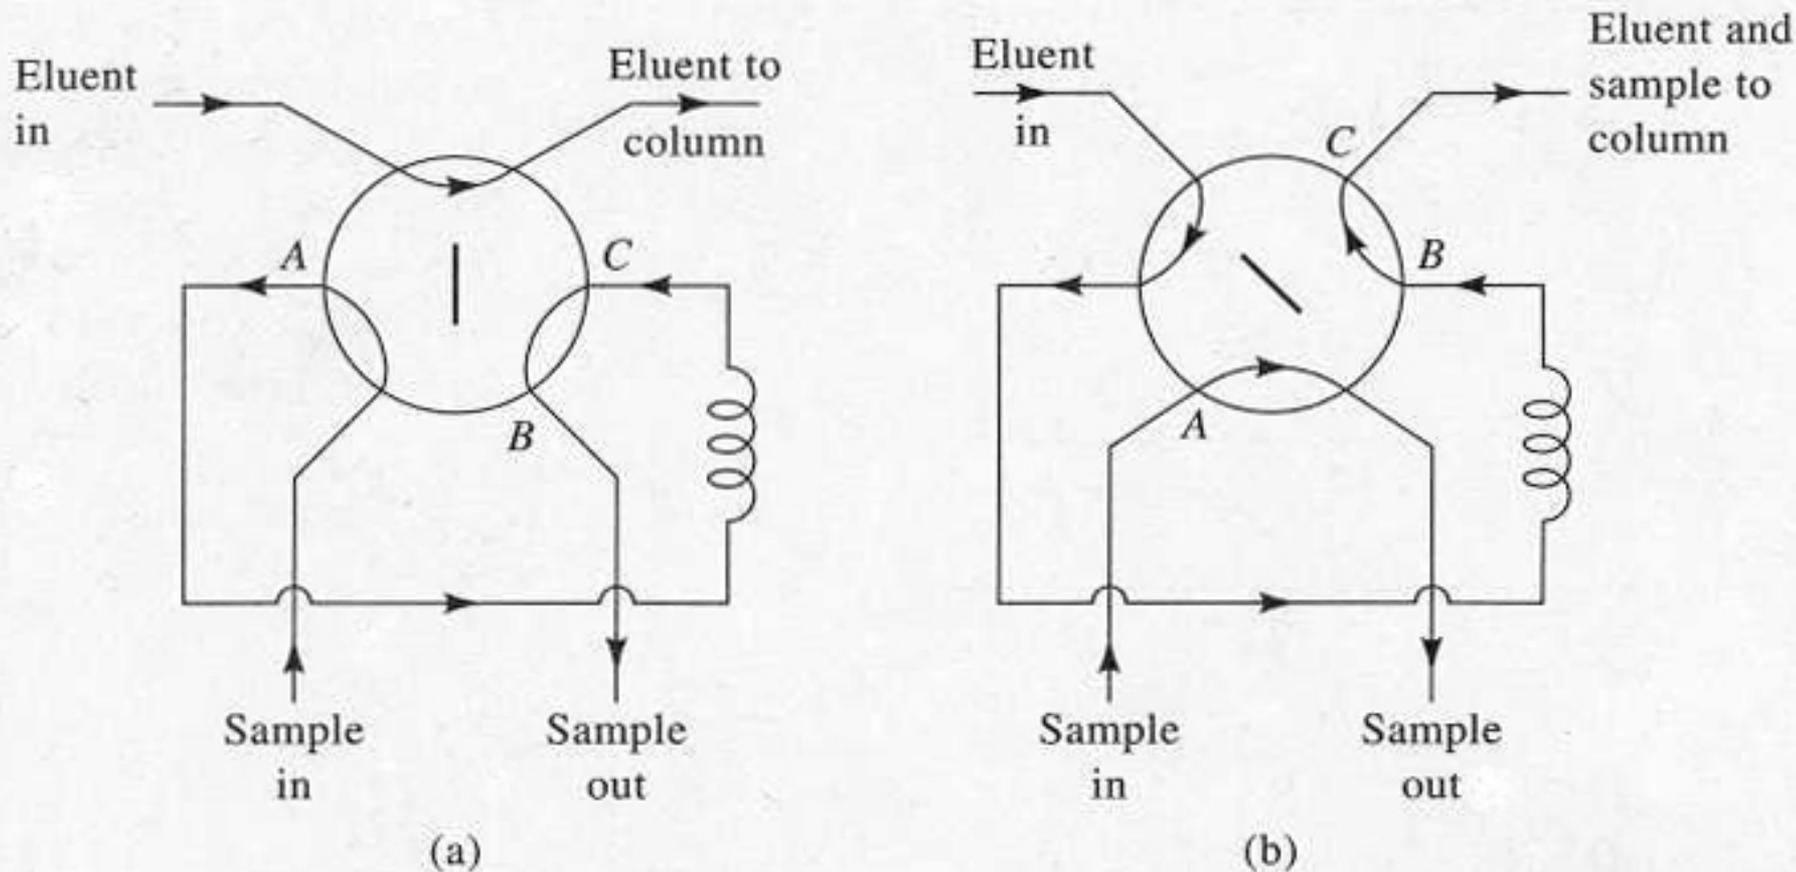 Eluent
in
Eluent to
column
A
C
B
Sample
in
Sample
out
(a)
Eluent
in
Eluent and
sample to
column
C
B
A
Sample
in
Sample
out
(b)